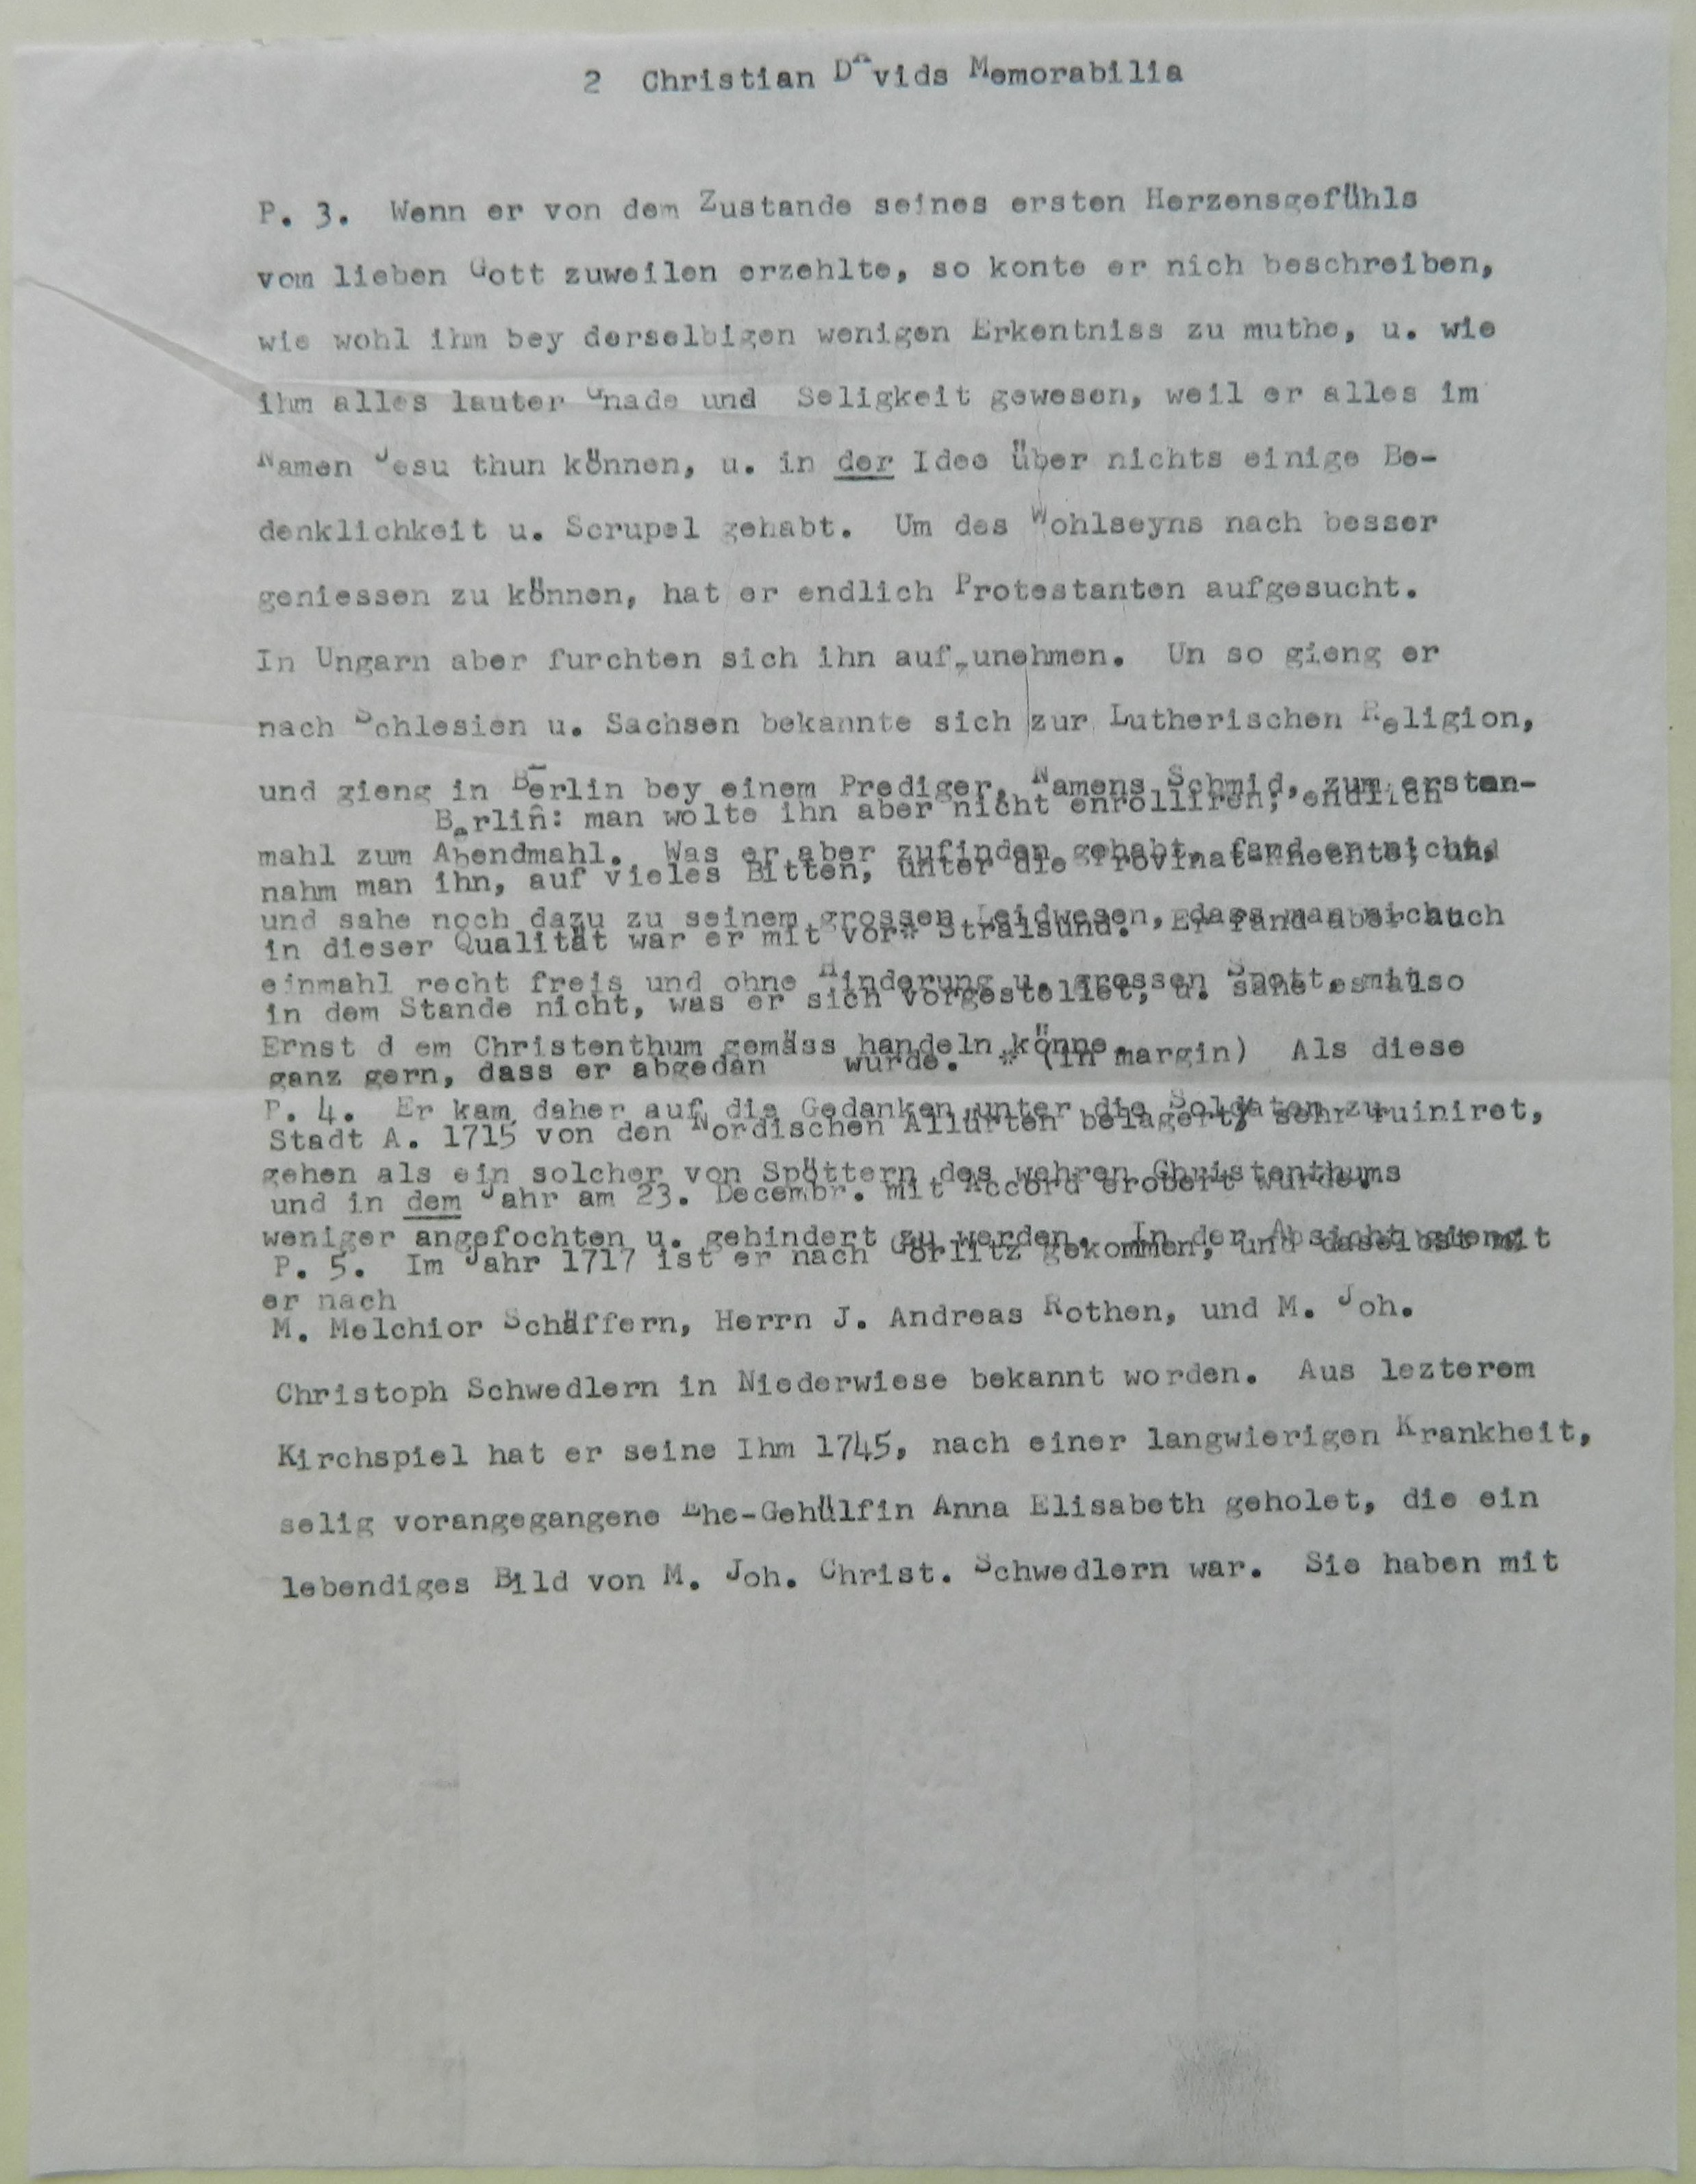 2 Christian Davids Memorabilia
P. 3. Wenn er von dem Zustande seines ersten Herzensgefühls
vom lieben Gott zuweilen erzehlte, so konte er nich beschreiben,
wie wohl ihm bey derselbigen wenigen Erkentniss zu muthe, u. wie
ihm alles lauter Gnade und Seligkeit gewesen, weil er alles im
Namen Jesu thun können, u. in der Idee über nichts einige Be-
denklichkeit u. Scrupel gehabt. Um des Wohlseyns nach besser
geniessen zu können, hat er endlich Protestanten aufgesucht.
In Ungarn aber furchten sich ihn aufzunehmen. Un so gieng er
nach Schlesien u. Sachsen bekannte sich zur Lutherischen Religion,
und gieng in Berlin bey einem Prediger, Namens Schmid, zum ersten-
mahl zum Abendmahl. Was er aber zufinden gehabt, fand er nicht,
und sahe noch dazu zu seinem grossen Leidwesen, dass man nicht
einmahl recht freis und ohne Hinderung u. grossen Spott, mit
Ernst d em Christenthum gemäss handeln könne.
P. 4. Er kam daher auf die Gedanken unter die Soldaten zu
gehen als ein solcher von Spöttern des wahren Christenthums
weniger angefochten u. gehindert zu werden. In der Absicht gieng
er nach
Berlin: man wolte ihn aber nicht enrolliren; endlich
nahm man ihn, auf vieles Bitten, unter die Provinat-Knechte; und
in dieser Qualität war er mit vor* Stralsund. Er fand aber auch
in dem Stande nicht, was er sich vorgestellet, u. sahe es also
ganz gern, dass er abgedan wurde. * (in margin) Als diese
Stadt A. 1715 von den Nordischen Alliirten belagert, sehr ruiniret,
und in dem Jahr am 23. Decembr. mit Accord erobert wurde.
P. 5. Im Jahr 1717 ist er nach Görlitz gekommen, und daselbst mit
M. Melchior Schäffern, Herrn J. Andreas Rothen, und M. Joh.
Christoph Schwedlern in Niederwiese bekannt worden. Aus lezterem
Kirchspiel hat er seine Ihm 1745, nach einer langwierigen Krankheit,
selig vorangegangene Ehe-Gehülfin Anna Elisabeth geholet, die ein
lebendiges Bild von M. Joh. Christ. Schwedlern war. Sie haben mit